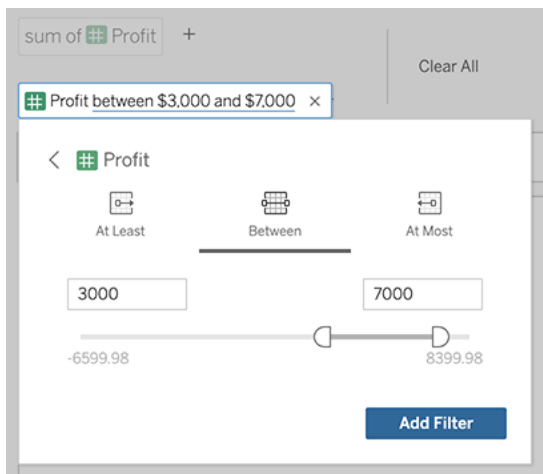 sum of # Profit +
Clear All
# Profit between $3,000 and $7,000 ×
# Profit
At Least Between At Most
3000 7000
-6599.98 8399.98
Add Filter